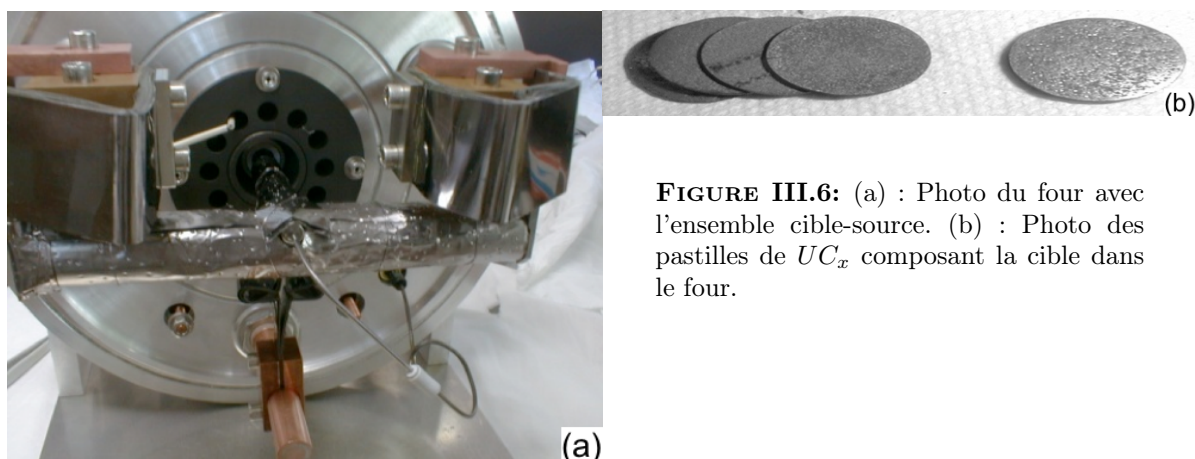 (b)
FIGURE III.6: (a) : Photo du four avec
l'ensemble cible-source. (b) : Photo des
pastilles de UCx composant la cible dans
le four.
(a)